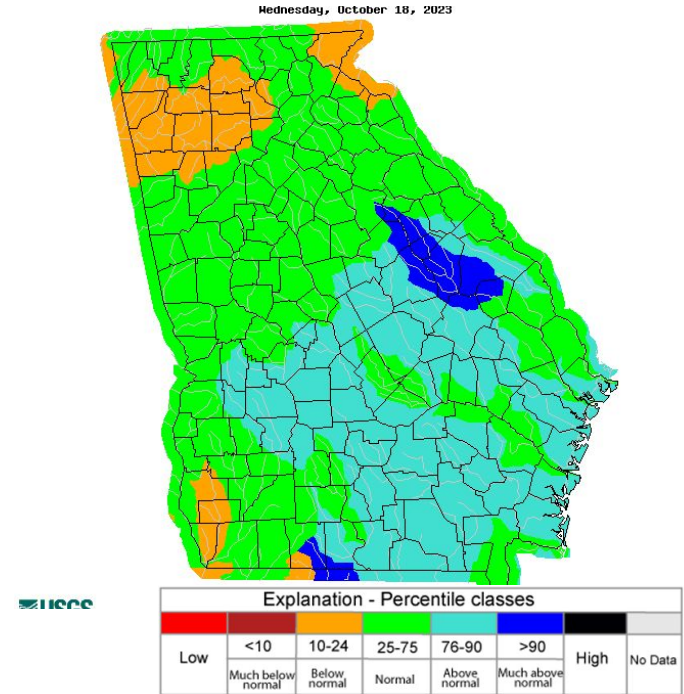 Wednesday, October 18, 2023
USGS
Explanation - Percentile classes
Low
<10
10-24
25-75
76-90
>90
High
No Data
Much below
normal
Below
normal
Normal
Above
normal
Much above
normal